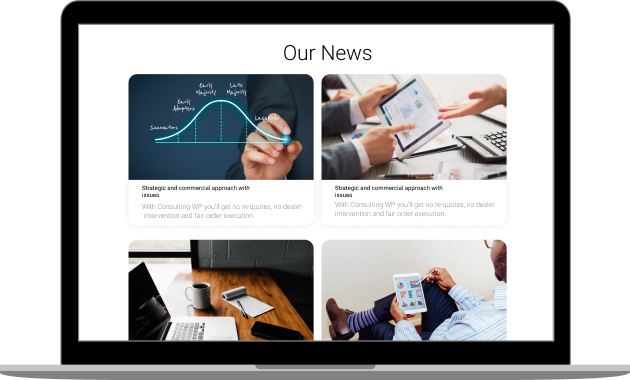 Our News
Early
Majority
Late
Majority
Early
Adopters
Laggards
Innovators
Strategic and commercial approach with
issues
With Consulting WP you'll get no re-quotes, no dealer
intervention and fair order execution.
Strategic and commercial approach with
issues
With Consulting WP you'll get no re-quotes, no dealer
intervention and fair order execution.